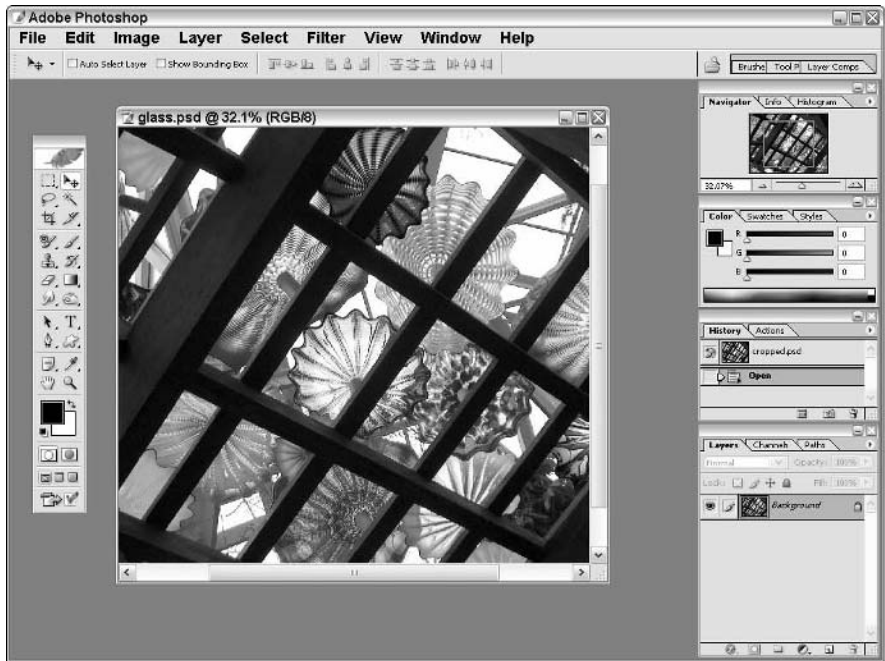 Adobe Photoshop
File Edit Image Layer Select Filter View Window Help
Auto Select Layer Show Bounding Box
Brushe Tool P Layer Comps
glass.psd @ 32.1% (RGB/8)
Navigator Info Histogram
32.07%
Color Swatches Styles
R 0
G 0
B 0
History Actions
cropped.psd
Open
Layers Channels Paths
Normal Opacity: 100%
Lock: Fill: 100%
Background